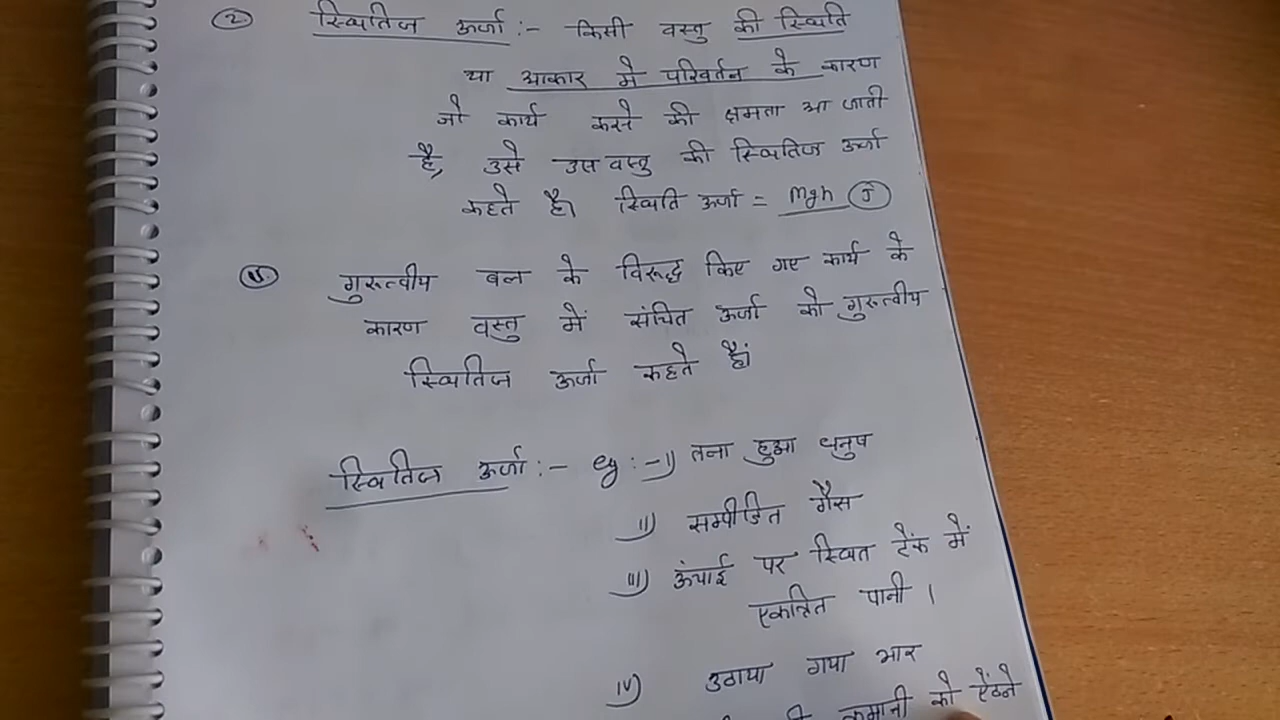 ② स्थितिज ऊर्जा :- किसी वस्तु की स्थिति
या आकार में परिवर्तन के कारण
जो कार्य करने की क्षमता आ जाती
है, उसे उस वस्तु की स्थितिज ऊर्जा
कहते है। स्थिति ऊर्जा = Mgh (J)
(ii) गुरुत्वीय बल के विरूद्ध किए गए कार्य के
कारण वस्तु में संचित ऊर्जा को गुरुत्वीय
स्थितिज ऊर्जा कहते हैं।
स्थितिज ऊर्जा :- eg :- i) तना हुआ धनुष
ii) सम्पीडित गैस
iii) ऊंचाई पर स्थित टैंक में
एकत्रित पानी ।
iv) उठाया गया भार
कमानी को ऐंठने